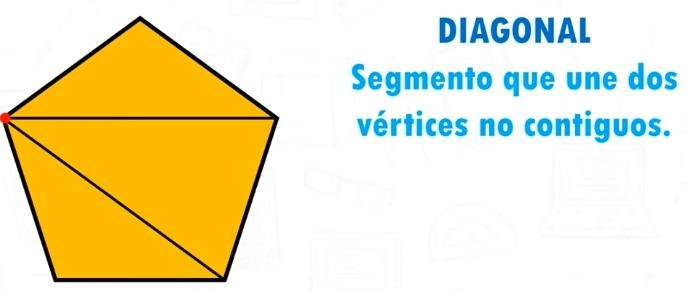 DIAGONAL
Segmento que une dos
vértices no contiguos.